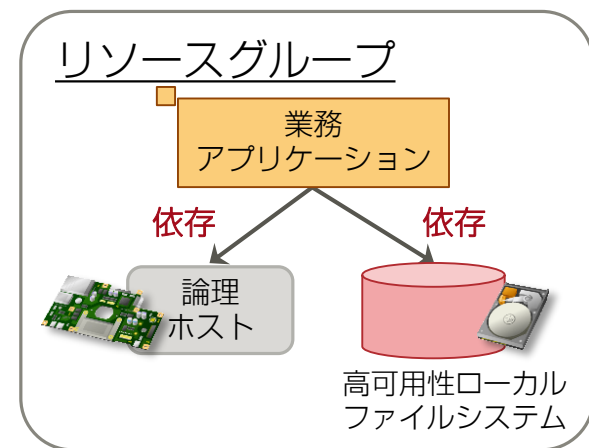 リソースグループ
業務
アプリケーション
依存
依存
論理
ホスト
高可用性ローカル
ファイルシステム